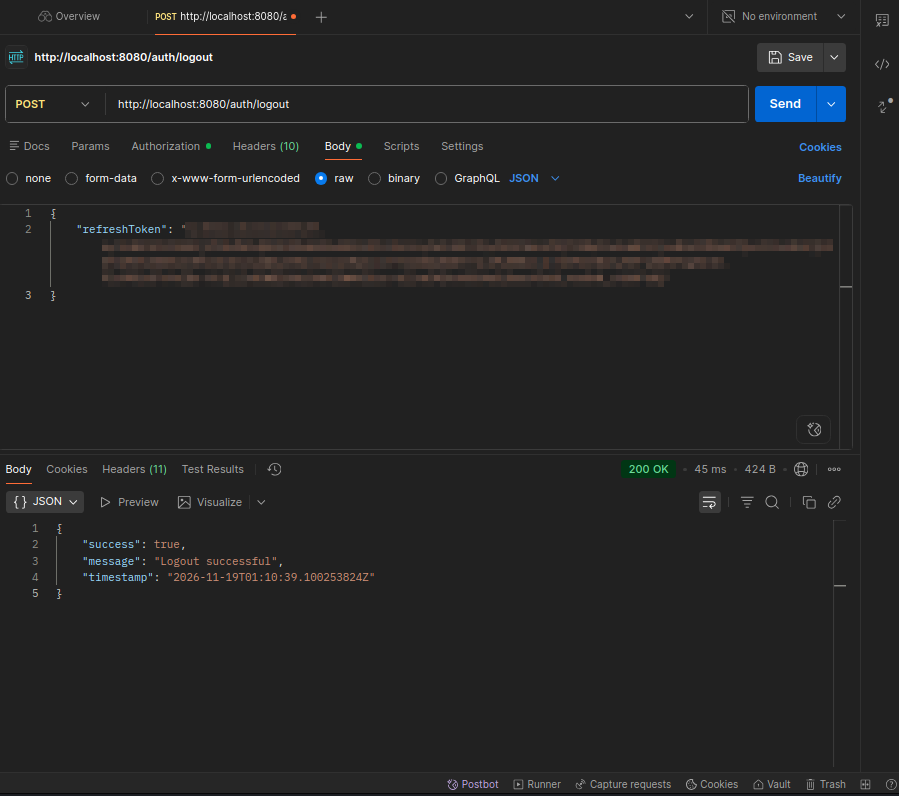 Overview
POST http://localhost:8080/a
No environment
HTTP http://localhost:8080/auth/logout
Save
POST http://localhost:8080/auth/logout
Send
Docs Params Authorization Headers (10) Body Scripts Settings Cookies
none form-data x-www-form-urlencoded raw binary GraphQL JSON Beautify
1 {
2 "refreshToken": "
3 }
Body Cookies Headers (11) Test Results 200 OK 45 ms 424 B
{} JSON Preview Visualize
1 {
2 "success": true,
3 "message": "Logout successful",
4 "timestamp": "2026-11-19T01:10:39.100253824Z"
5 }
Postbot Runner Capture requests Cookies Vault Trash